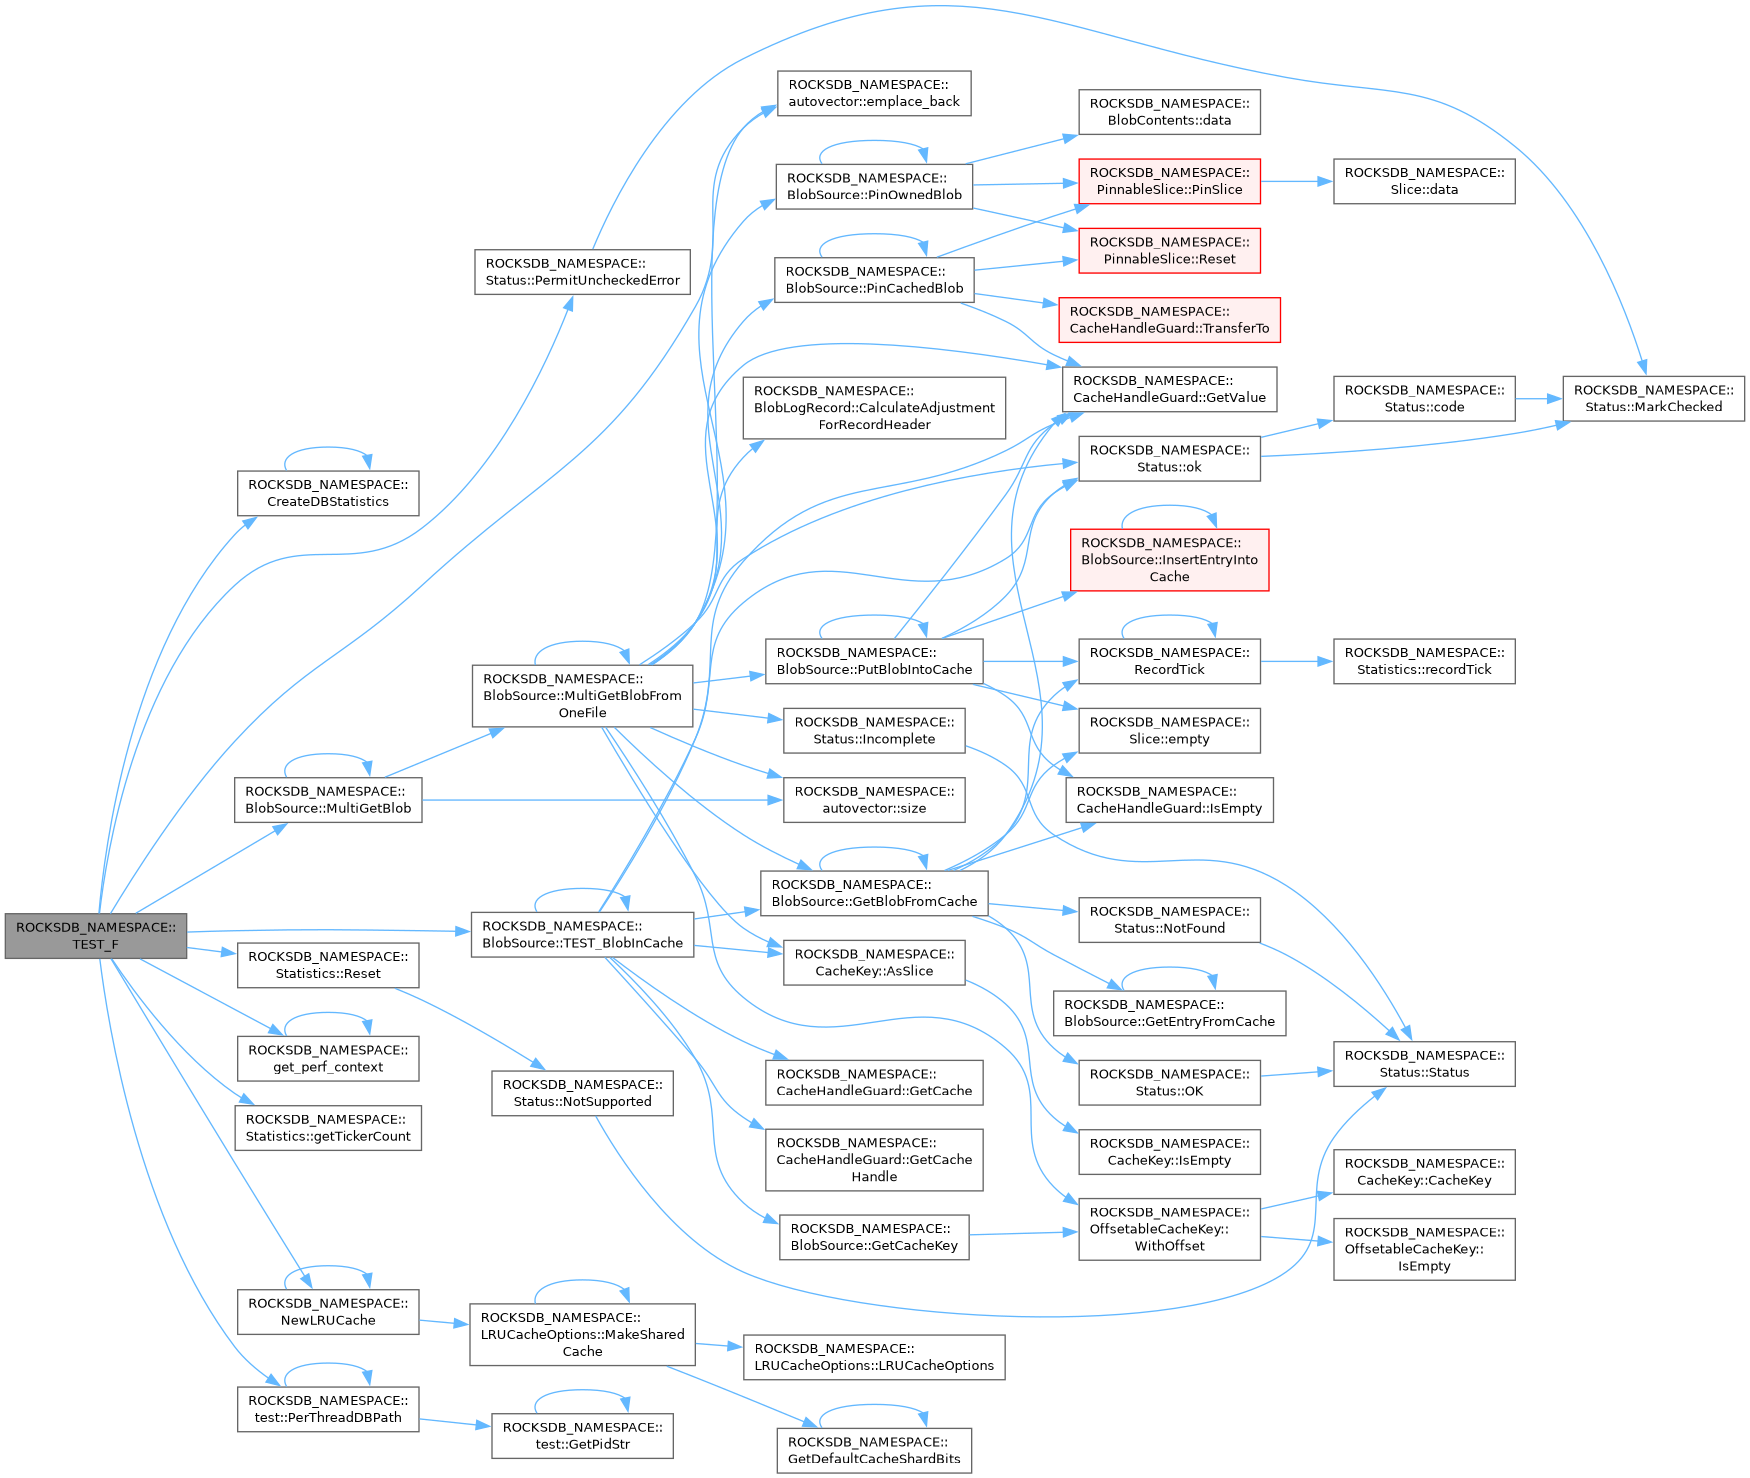 ROCKSDB_NAMESPACE::
TEST_F
ROCKSDB_NAMESPACE::
CreateDBStatistics
ROCKSDB_NAMESPACE::
BlobSource::MultiGetBlob
ROCKSDB_NAMESPACE::
Statistics::Reset
ROCKSDB_NAMESPACE::
get_perf_context
ROCKSDB_NAMESPACE::
Statistics::getTickerCount
ROCKSDB_NAMESPACE::
NewLRUCache
ROCKSDB_NAMESPACE::
test::PerThreadDBPath
ROCKSDB_NAMESPACE::
Status::PermitUncheckedError
ROCKSDB_NAMESPACE::
BlobSource::MultiGetBlobFrom
OneFile
ROCKSDB_NAMESPACE::
BlobSource::TEST_BlobInCache
ROCKSDB_NAMESPACE::
Status::NotSupported
ROCKSDB_NAMESPACE::
LRUCacheOptions::MakeShared
Cache
ROCKSDB_NAMESPACE::
test::GetPidStr
ROCKSDB_NAMESPACE::
autovector::emplace_back
ROCKSDB_NAMESPACE::
BlobSource::PinOwnedBlob
ROCKSDB_NAMESPACE::
BlobSource::PinCachedBlob
ROCKSDB_NAMESPACE::
BlobLogRecord::CalculateAdjustment
ForRecordHeader
ROCKSDB_NAMESPACE::
BlobSource::PutBlobIntoCache
ROCKSDB_NAMESPACE::
Status::Incomplete
ROCKSDB_NAMESPACE::
autovector::size
ROCKSDB_NAMESPACE::
BlobSource::GetBlobFromCache
ROCKSDB_NAMESPACE::
CacheKey::AsSlice
ROCKSDB_NAMESPACE::
CacheHandleGuard::GetCache
ROCKSDB_NAMESPACE::
CacheHandleGuard::GetCache
Handle
ROCKSDB_NAMESPACE::
BlobSource::GetCacheKey
ROCKSDB_NAMESPACE::
LRUCacheOptions::LRUCacheOptions
ROCKSDB_NAMESPACE::
GetDefaultCacheShardBits
ROCKSDB_NAMESPACE::
BlobContents::data
ROCKSDB_NAMESPACE::
PinnableSlice::PinSlice
ROCKSDB_NAMESPACE::
PinnableSlice::Reset
ROCKSDB_NAMESPACE::
CacheHandleGuard::TransferTo
ROCKSDB_NAMESPACE::
CacheHandleGuard::GetValue
ROCKSDB_NAMESPACE::
Status::ok
ROCKSDB_NAMESPACE::
BlobSource::InsertEntryInto
Cache
ROCKSDB_NAMESPACE::
RecordTick
ROCKSDB_NAMESPACE::
Slice::empty
ROCKSDB_NAMESPACE::
CacheHandleGuard::IsEmpty
ROCKSDB_NAMESPACE::
Status::NotFound
ROCKSDB_NAMESPACE::
BlobSource::GetEntryFromCache
ROCKSDB_NAMESPACE::
Status::OK
ROCKSDB_NAMESPACE::
CacheKey::IsEmpty
ROCKSDB_NAMESPACE::
OffsetableCacheKey::
WithOffset
ROCKSDB_NAMESPACE::
Slice::data
ROCKSDB_NAMESPACE::
Status::code
ROCKSDB_NAMESPACE::
Statistics::recordTick
ROCKSDB_NAMESPACE::
Status::Status
ROCKSDB_NAMESPACE::
CacheKey::CacheKey
ROCKSDB_NAMESPACE::
OffsetableCacheKey::
IsEmpty
ROCKSDB_NAMESPACE::
Status::MarkChecked